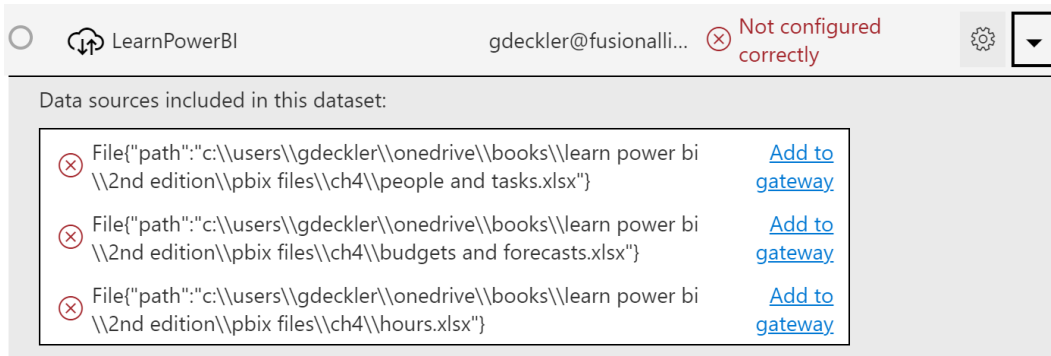 LearnPowerBI gdeckler@fusionalli... Not configured
correctly
Data sources included in this dataset:
File{"path":"c:\\users\\gdeckler\\onedrive\\books\\learn power bi Add to
\\2nd edition\\pbix files\\ch4\\people and tasks.xlsx"} gateway
File{"path":"c:\\users\\gdeckler\\onedrive\\books\\learn power bi Add to
\\2nd edition\\pbix files\\ch4\\budgets and forecasts.xlsx"} gateway
File{"path":"c:\\users\\gdeckler\\onedrive\\books\\learn power bi Add to
\\2nd edition\\pbix files\\ch4\\hours.xlsx"} gateway